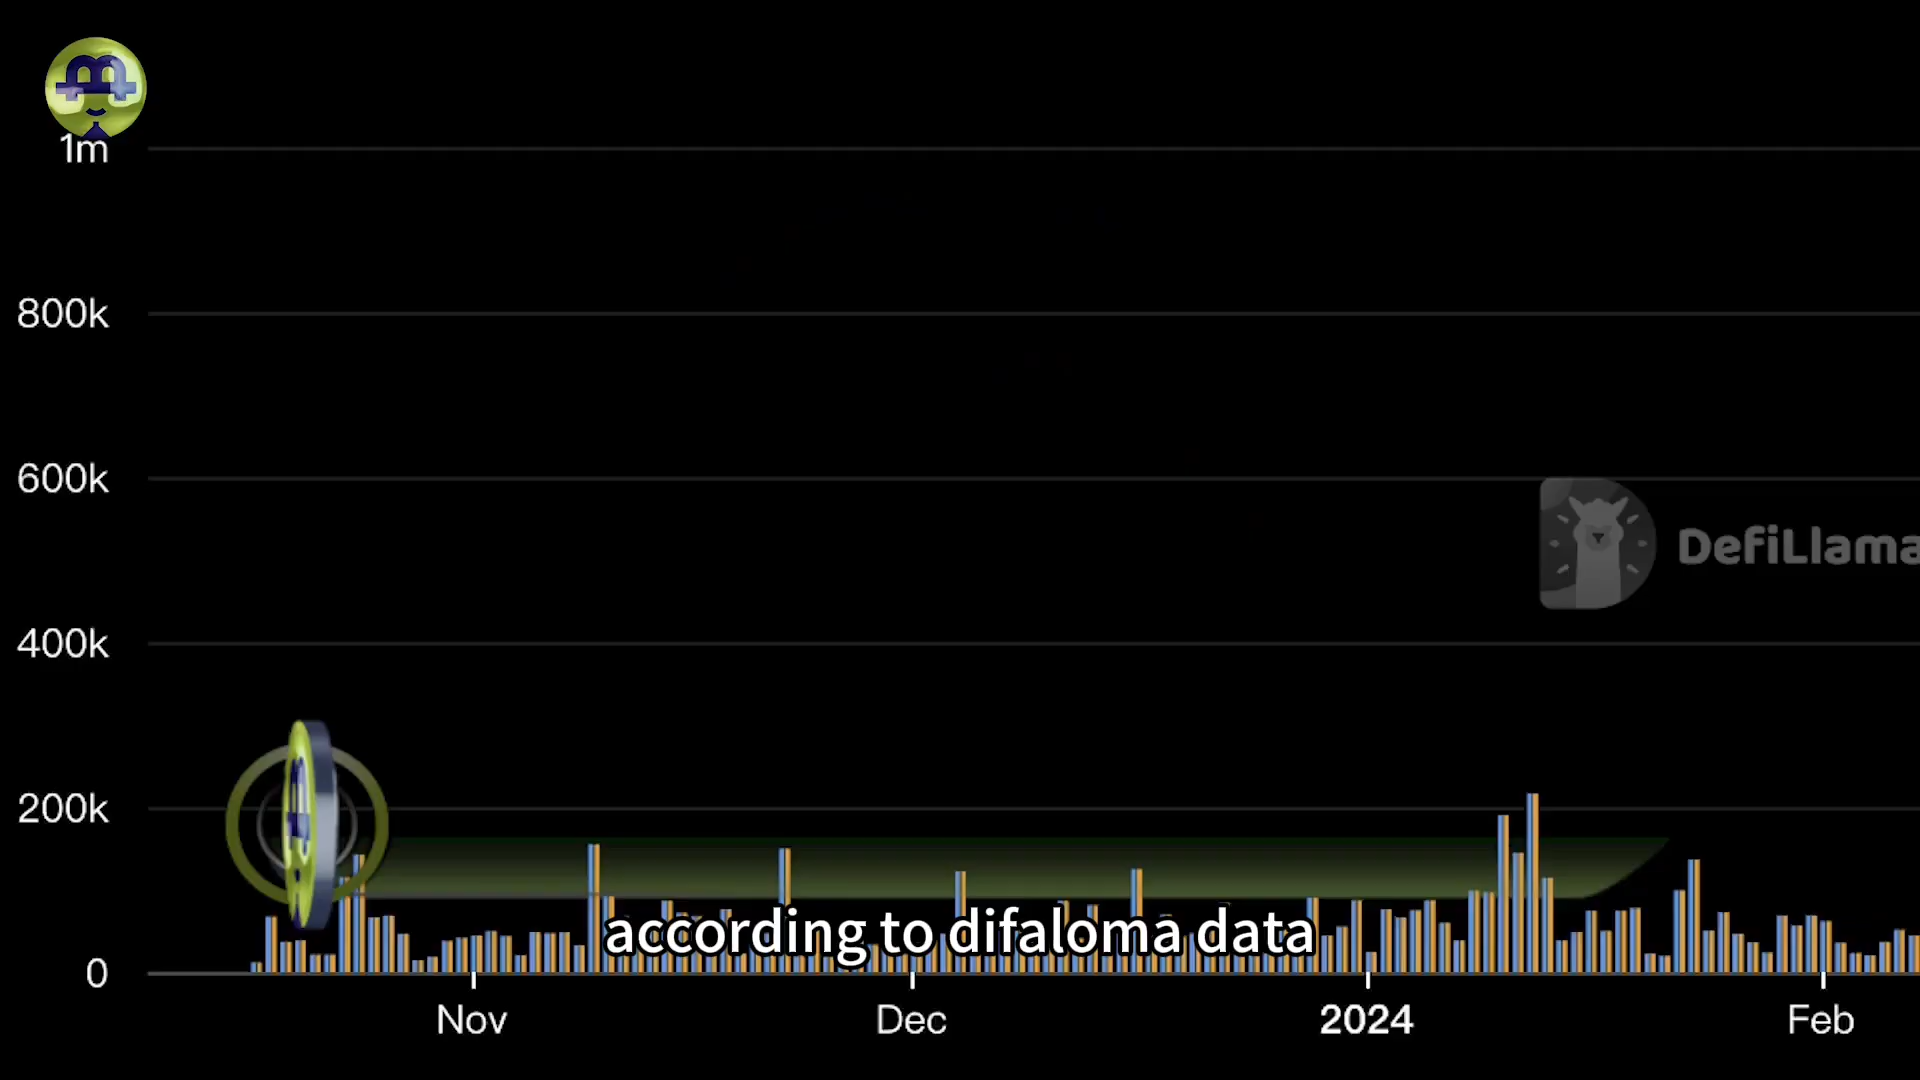 1m
800k
600k
DefiLlama
400k
200k
according to difaloma data
0
Nov
Dec
2024
Feb